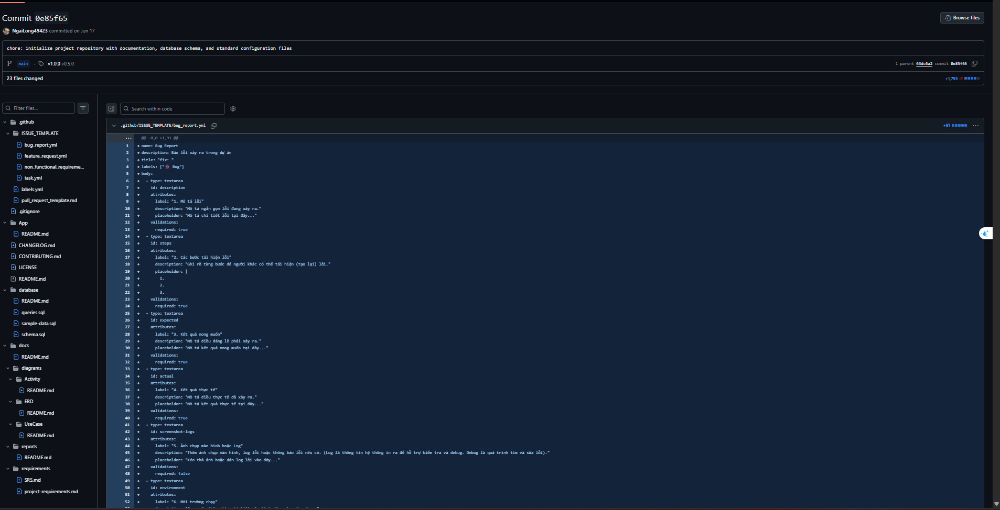 Commit 0e85f65
Browse files
NgaiLong49423 committed on Jun 17
chore: initialize project repository with documentation, database schema, and standard configuration files
main · v1.0.0 v0.5.0
1 parent 63dc6a2 commit 0e85f65
23 files changed
+1,793 -1
Filter files...
.github
ISSUE_TEMPLATE
bug_report.yml
feature_request.yml
non_functional_requireme...
task.yml
labels.yml
pull_request_template.md
.gitignore
App
README.md
CHANGELOG.md
CONTRIBUTING.md
LICENSE
README.md
database
README.md
queries.sql
sample-data.sql
schema.sql
docs
README.md
diagrams
Activity
README.md
ERD
README.md
UseCase
README.md
reports
README.md
requirements
SRS.md
project-requirements.md
Search within code
.github/ISSUE_TEMPLATE/bug_report.yml
+91
@@ -0,0 +1,91 @@
1 + name: Bug Report
2 + description: Báo lỗi xảy ra trong dự án
3 + title: "fix: "
4 + labels: ["🐞 Bug"]
5 + body:
6 + - type: textarea
7 + id: description
8 + attributes:
9 + label: "1. Mô tả lỗi"
10 + description: "Mô tả ngắn gọn lỗi đang xảy ra."
11 + placeholder: "Mô tả chi tiết lỗi tại đây..."
12 + validations:
13 + required: true
14 + - type: textarea
15 + id: steps
16 + attributes:
17 + label: "2. Các bước tái hiện lỗi"
18 + description: "Ghi rõ từng bước để người khác có thể tái hiện (tạo lại) lỗi."
19 + placeholder: |
20 + 1.
21 + 2.
22 + 3.
23 + validations:
24 + required: true
25 + - type: textarea
26 + id: expected
27 + attributes:
28 + label: "3. Kết quả mong muốn"
29 + description: "Mô tả điều đáng lẽ phải xảy ra."
30 + placeholder: "Mô tả kết quả mong muốn tại đây..."
31 + validations:
32 + required: true
33 + - type: textarea
34 + id: actual
35 + attributes:
36 + label: "4. Kết quả thực tế"
37 + description: "Mô tả điều thực tế đã xảy ra."
38 + placeholder: "Mô tả kết quả thực tế tại đây..."
39 + validations:
40 + required: true
41 + - type: textarea
42 + id: screenshot-logs
43 + attributes:
44 + label: "5. Ảnh chụp màn hình hoặc Log"
45 + description: "Thêm ảnh chụp màn hình, log lỗi hoặc thông báo lỗi nếu có. (Log là thông tin hệ thống in ra để hỗ trợ kiểm tra và debug. Debug là quá trình tìm và sửa lỗi)."
46 + placeholder: "Kéo thả ảnh hoặc dán log lỗi vào đây..."
47 + validations:
48 + required: false
49 + - type: textarea
50 + id: environment
51 + attributes:
52 + label: "6. Môi trường chạy"